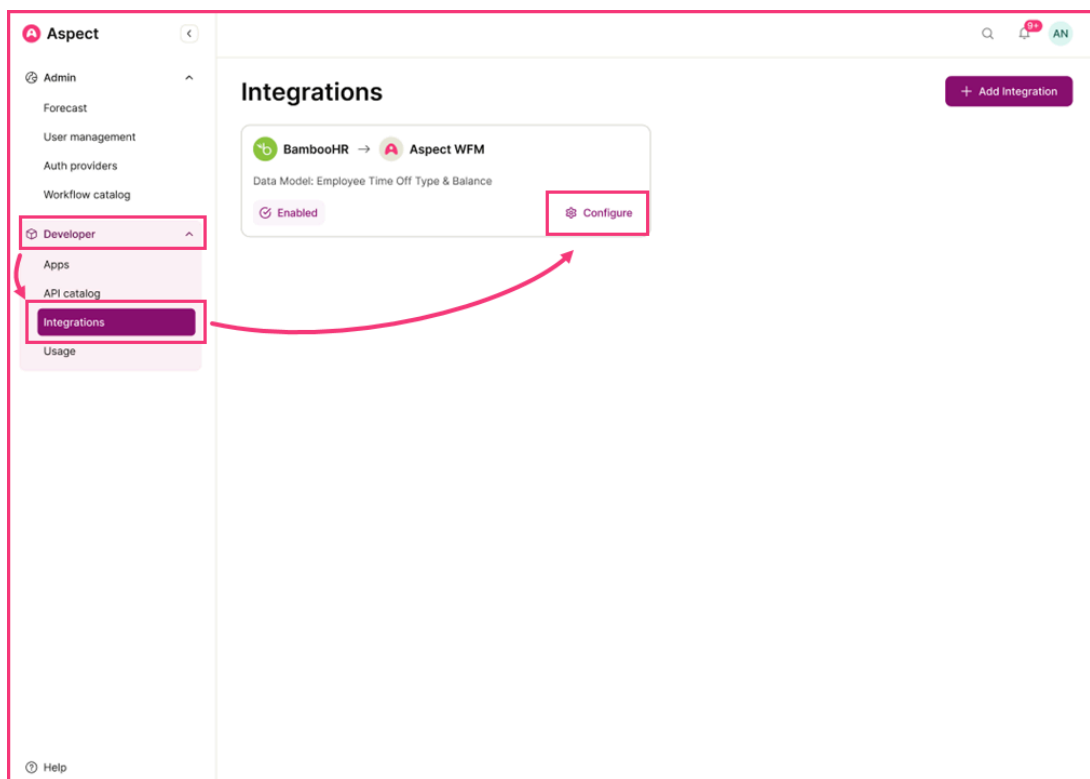 Aspect
9+
AN
Admin
Forecast
User management
Auth providers
Workflow catalog
Developer
Apps
API catalog
Integrations
Usage
Help
Integrations
+ Add Integration
BambooHR → Aspect WFM
Data Model: Employee Time Off Type & Balance
Enabled
Configure